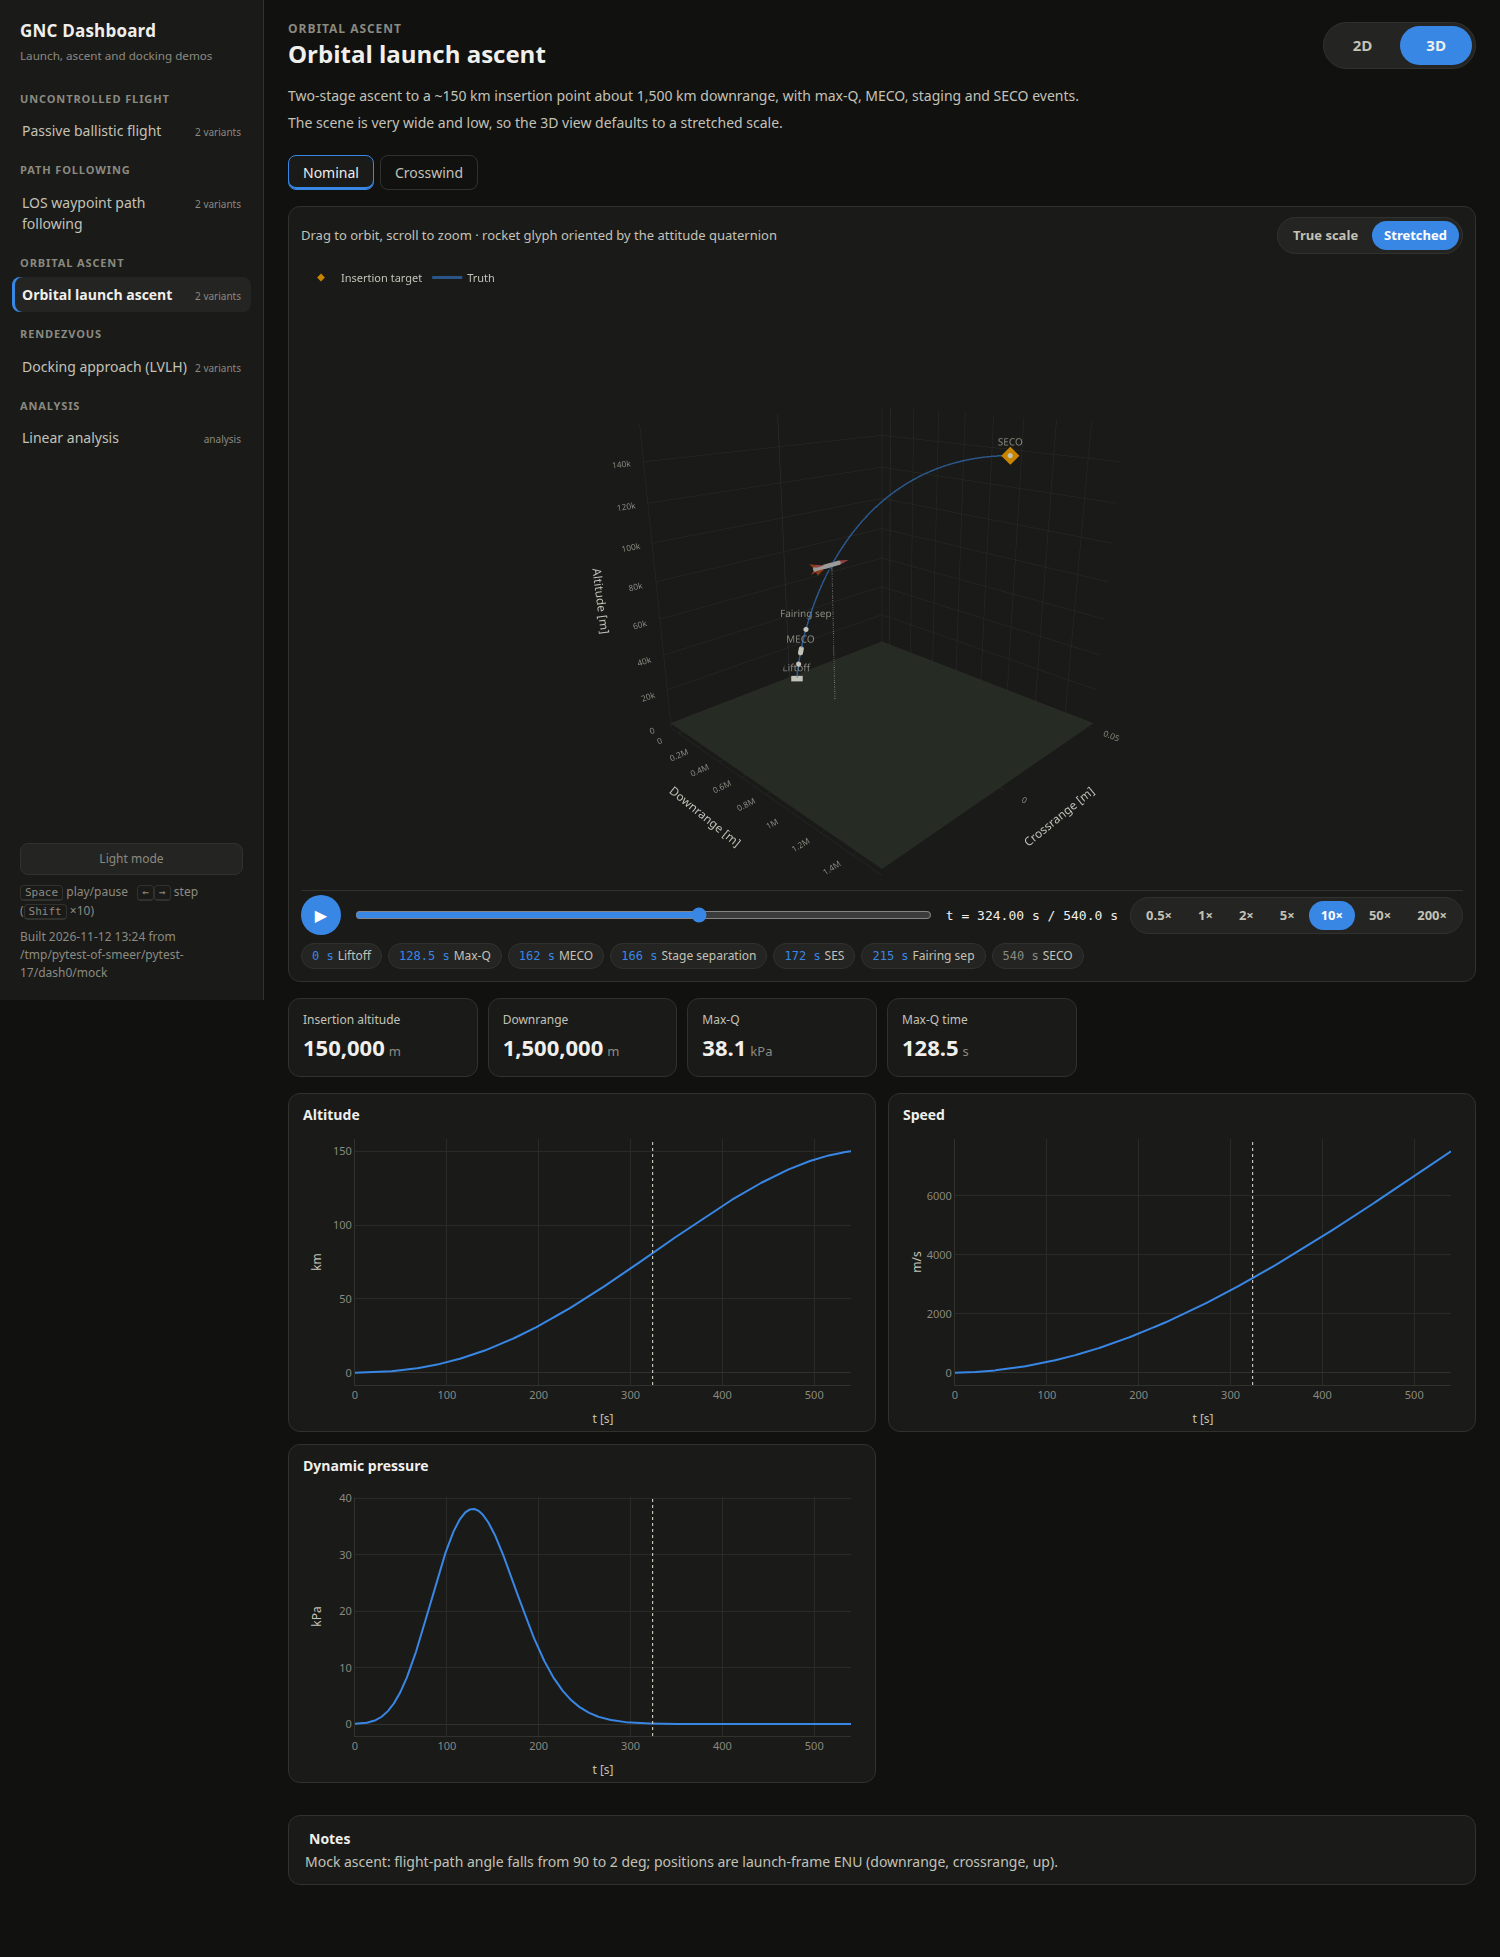 GNC Dashboard
Launch, ascent and docking demos
UNCONTROLLED FLIGHT
Passive ballistic flight 2 variants
PATH FOLLOWING
LOS waypoint path following 2 variants
ORBITAL ASCENT
Orbital launch ascent 2 variants
RENDEZVOUS
Docking approach (LVLH) 2 variants
ANALYSIS
Linear analysis analysis
Light mode
Space play/pause ← → step
(Shift ×10)
Built 2026-11-12 13:24 from
/tmp/pytest-of-smeer/pytest-
17/dash0/mock
ORBITAL ASCENT
Orbital launch ascent
2D 3D
Two-stage ascent to a ~150 km insertion point about 1,500 km downrange, with max-Q, MECO, staging and SECO events.
The scene is very wide and low, so the 3D view defaults to a stretched scale.
Nominal Crosswind
Drag to orbit, scroll to zoom · rocket glyph oriented by the attitude quaternion
True scale Stretched
Insertion target Truth
SECO
Fairing sep
MECO
Liftoff
Altitude [m]
140k
120k
100k
80k
60k
40k
20k
0
Downrange [m]
0
0.2M
0.4M
0.6M
0.8M
1M
1.2M
1.4M
Crossrange [m]
0
0.05
t = 324.00 s / 540.0 s
0.5× 1× 2× 5× 10× 50× 200×
0 s Liftoff 128.5 s Max-Q 162 s MECO 166 s Stage separation 172 s SES 215 s Fairing sep 540 s SECO
Insertion altitude
150,000 m
Downrange
1,500,000 m
Max-Q
38.1 kPa
Max-Q time
128.5 s
Altitude
150
100
50
0
km
0 100 200 300 400 500
t [s]
Speed
6000
4000
2000
0
m/s
0 100 200 300 400 500
t [s]
Dynamic pressure
40
30
20
10
0
kPa
0 100 200 300 400 500
t [s]
Notes
Mock ascent: flight-path angle falls from 90 to 2 deg; positions are launch-frame ENU (downrange, crossrange, up).